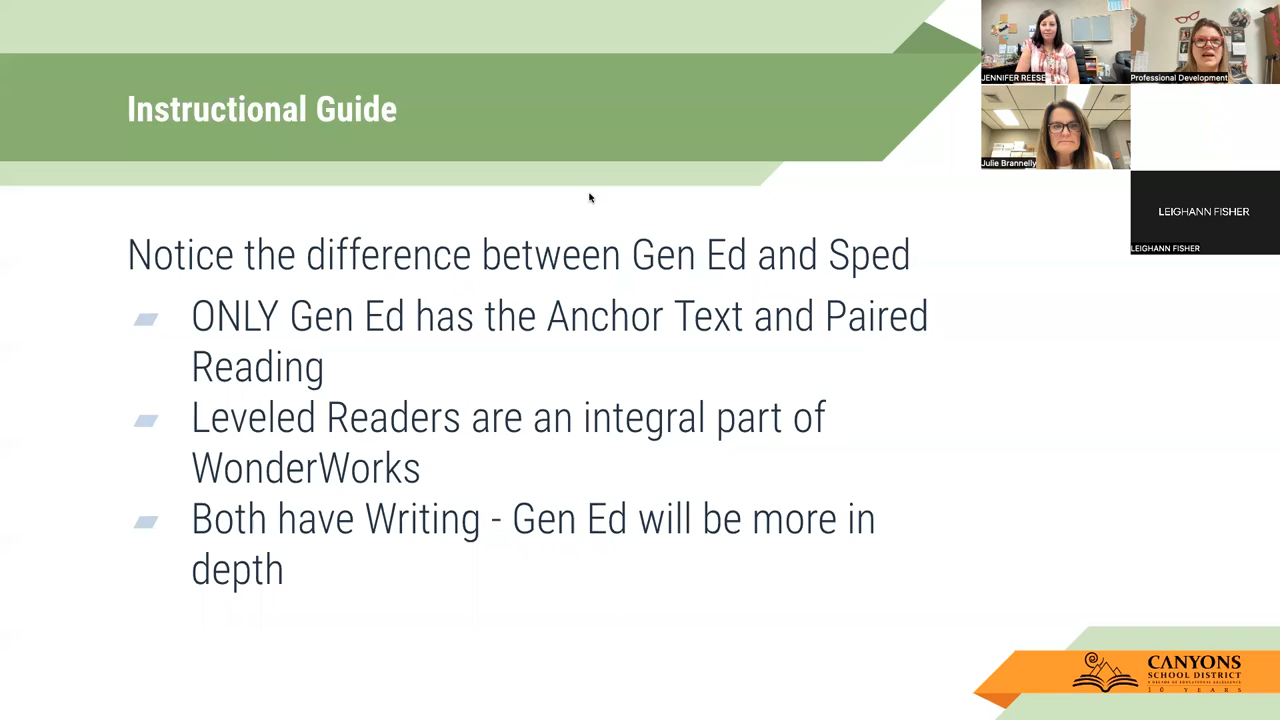 Instructional Guide
JENNIFER REESE
Professional Development
Julie Brannelly
LEIGHANN FISHER
LEIGHANN FISHER
Notice the difference between Gen Ed and Sped
ONLY Gen Ed has the Anchor Text and Paired
Reading
Leveled Readers are an integral part of
WonderWorks
Both have Writing - Gen Ed will be more in
depth
CANYONS
SCHOOL DISTRICT
10 YEARS